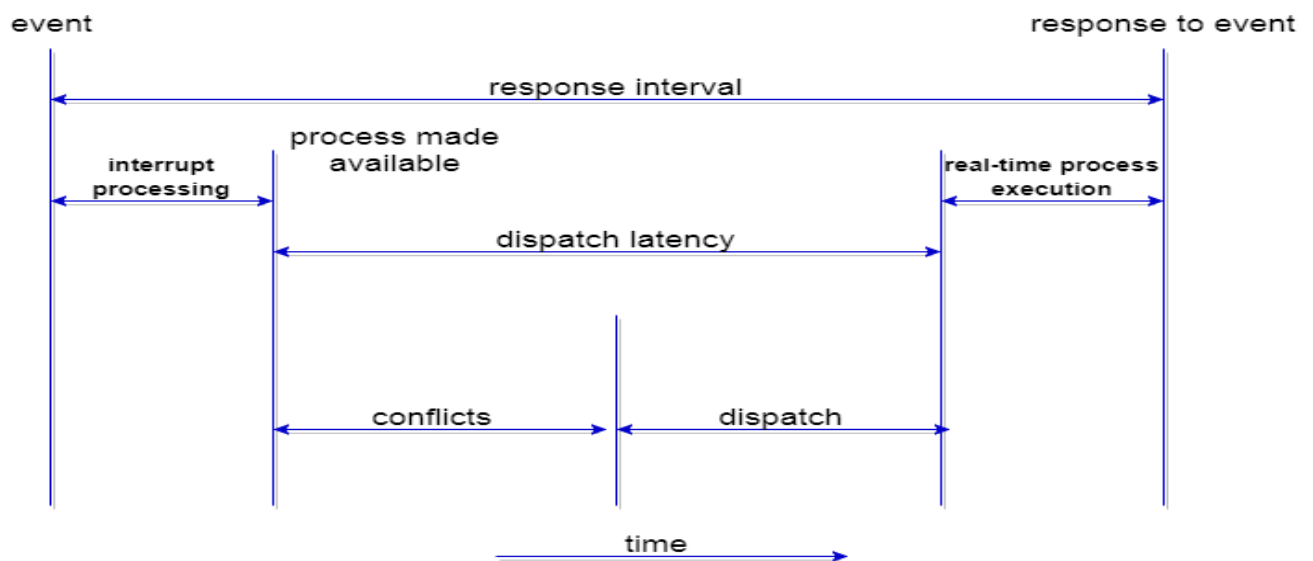 event
response to event
response interval
process made
available
interrupt
processing
real-time process
execution
dispatch latency
conflicts
dispatch
time